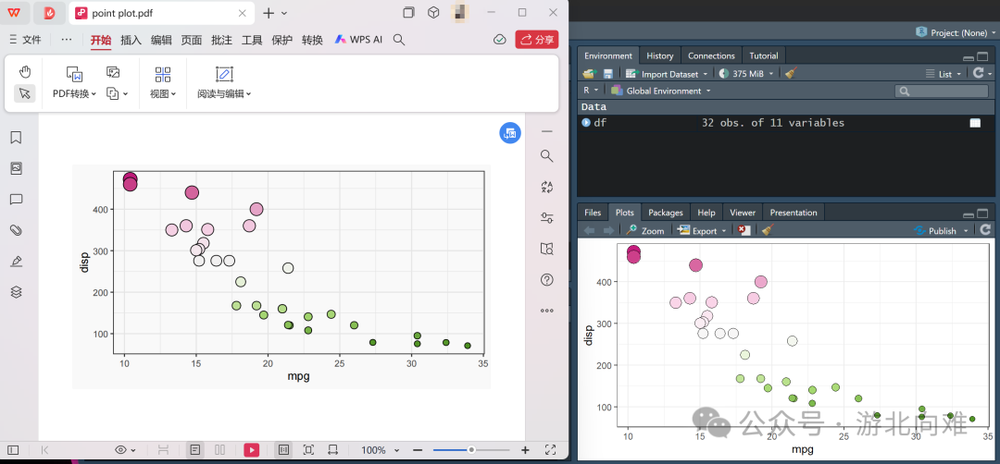 point plot.pdf
文件
开始
插入
编辑
页面
批注
工具
保护
转换
WPS AI
分享
PDF转换
视图
阅读与编辑
disp
400
300
200
100
10
15
20
25
30
35
mpg
100%
Project: (None)
Environment
History
Connections
Tutorial
Import Dataset
375 MiB
List
R
Global Environment
Data
df 32 obs. of 11 variables
Files
Plots
Packages
Help
Viewer
Presentation
Zoom
Export
Publish
disp
400
300
200
100
10
15
20
25
30
35
mpg
公众号·游北向难